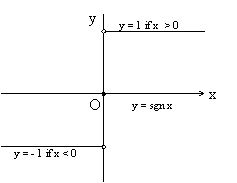 y
y = 1 if x > 0
x
O
y = sgn x
y = - 1 if x < 0